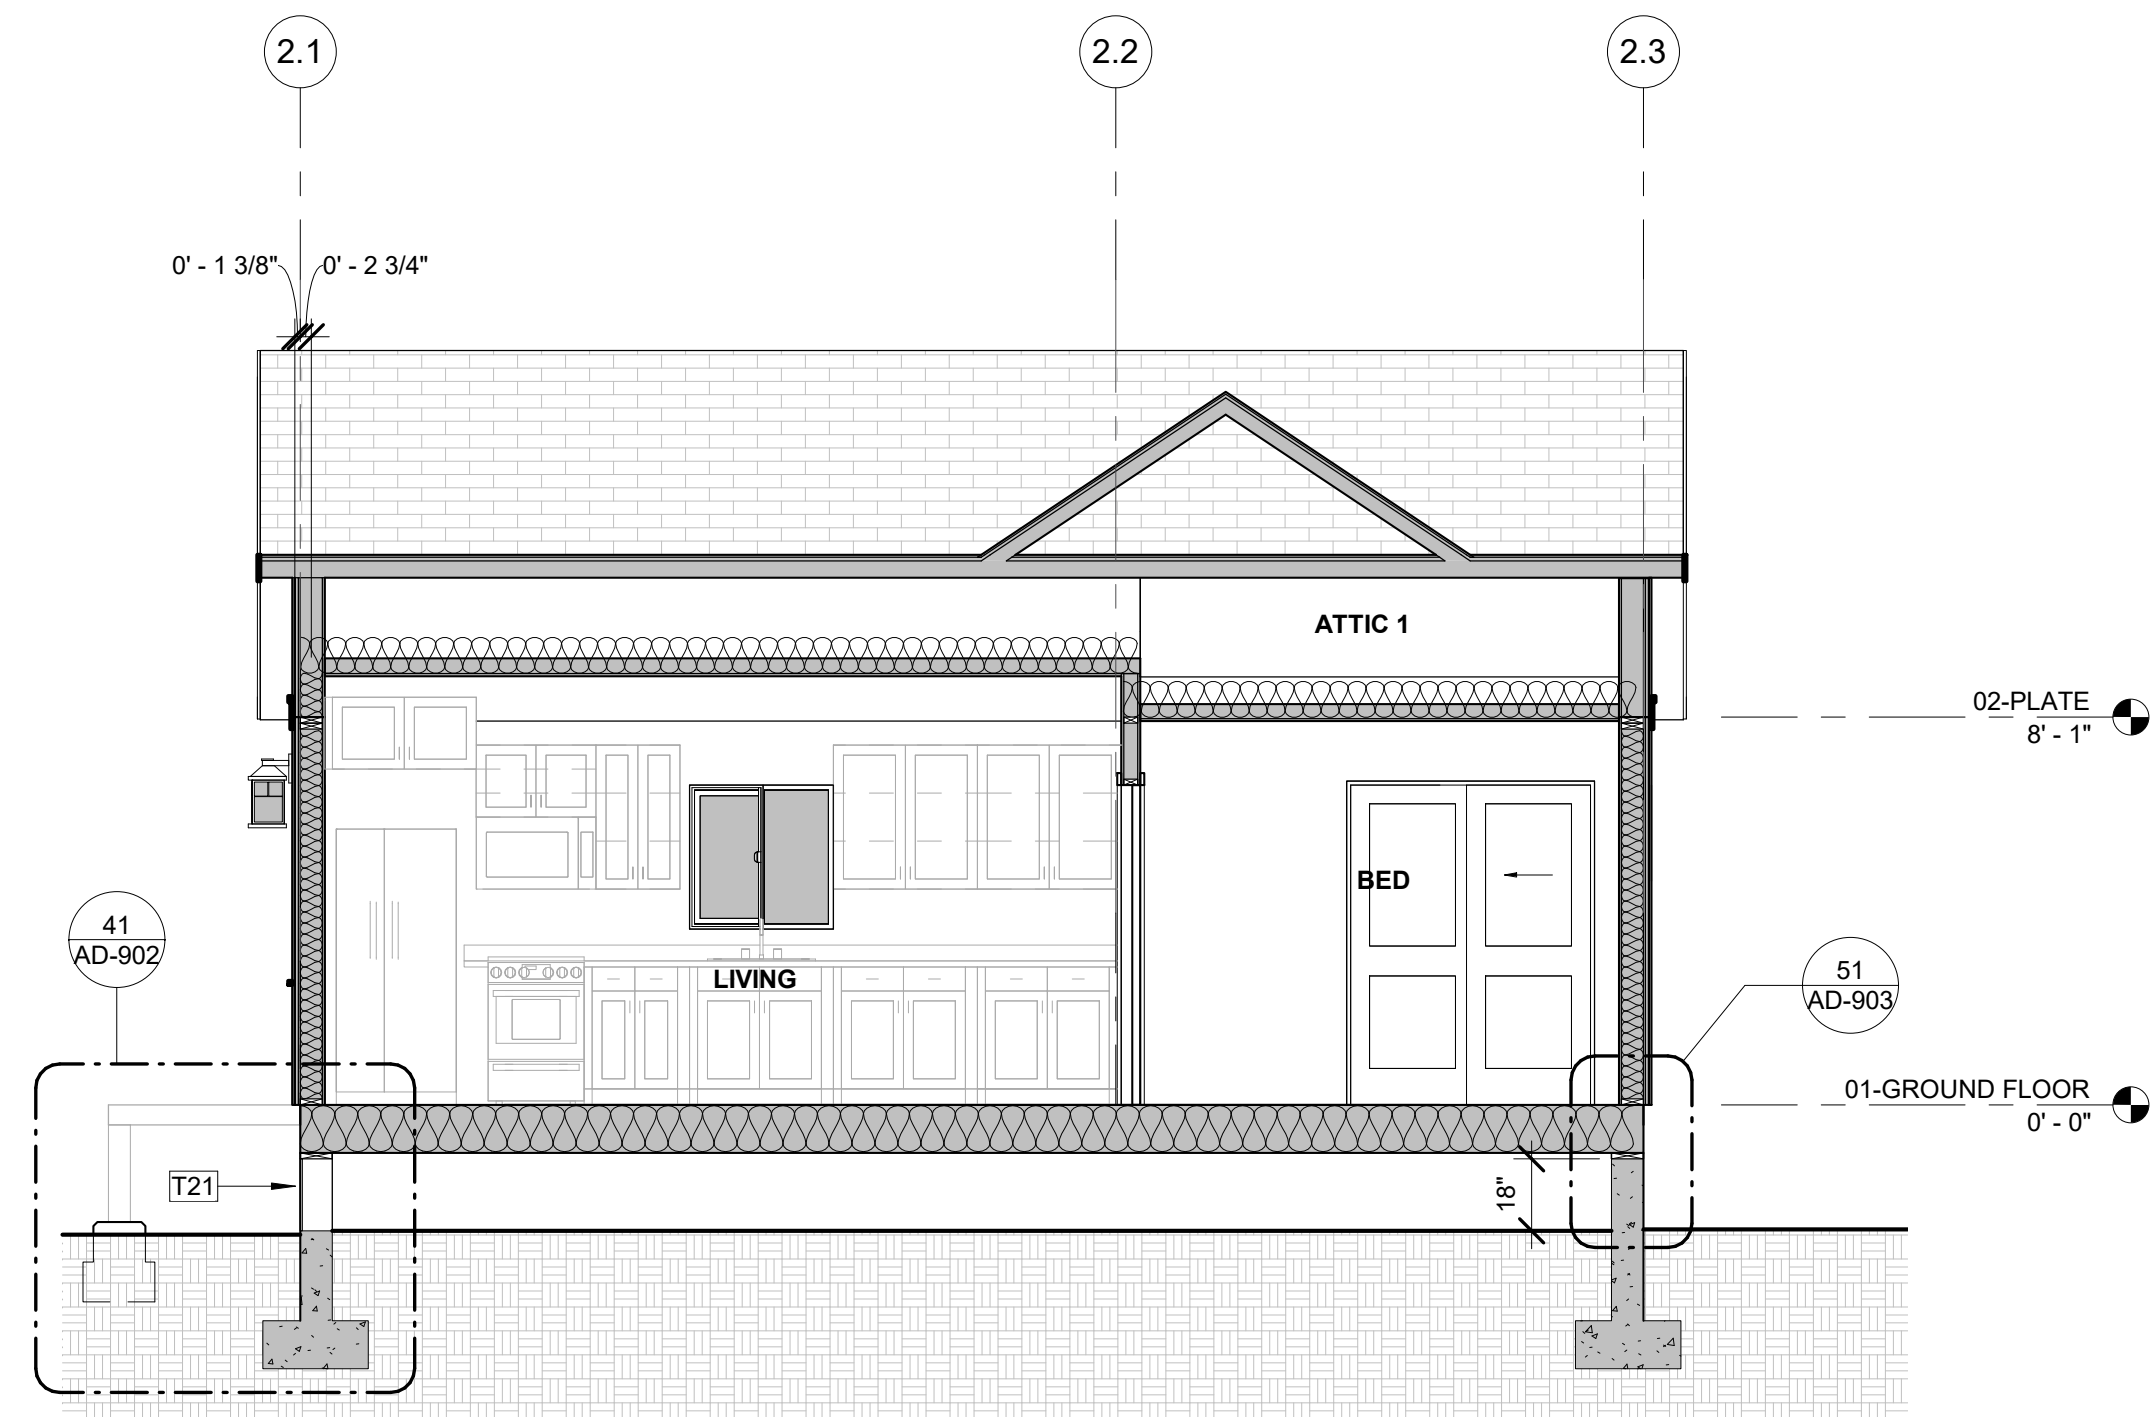 2.1
2.2
2.3
0' - 1 3/8"
0' - 2 3/4"
ATTIC 1
02-PLATE
8' - 1"
BED
41
AD-902
LIVING
51
AD-903
01-GROUND FLOOR
0' - 0"
T21
18"